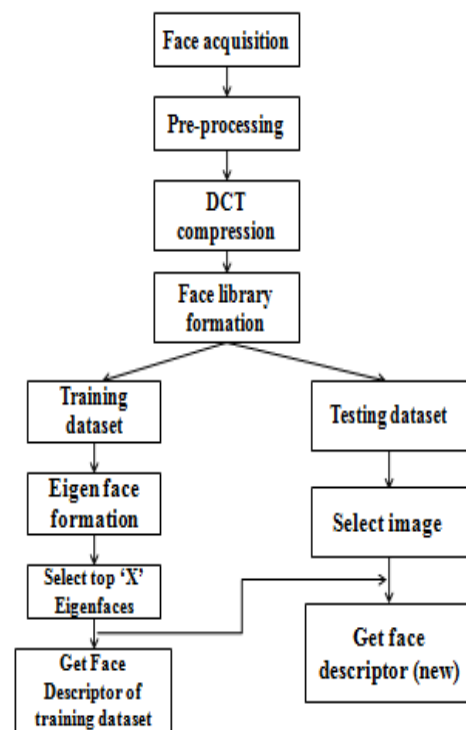 Face acquisition
Pre-processing
DCT
compression
Face library
formation
Training
dataset
Testing dataset
Eigen face
formation
Select image
Select top ‘X’
Eigenfaces
Get Face
Descriptor of
training dataset
Get face
descriptor (new)